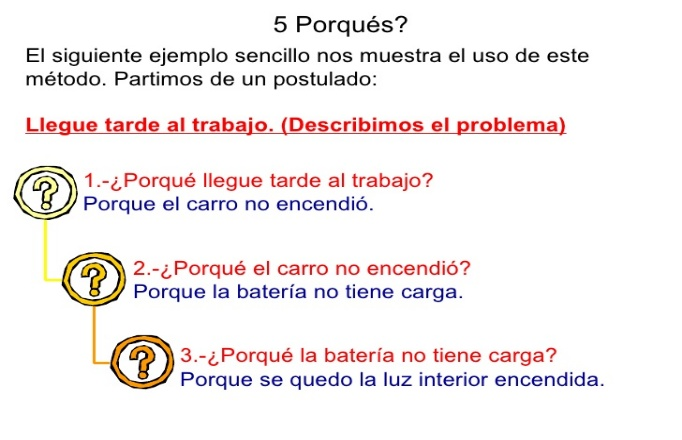 5 Porqués?
El siguiente ejemplo sencillo nos muestra el uso de este
método. Partimos de un postulado:
Llegue tarde al trabajo. (Describimos el problema)
1.-¿Porqué llegue tarde al trabajo?
Porque el carro no encendió.
2.-¿Porqué el carro no encendió?
Porque la batería no tiene carga.
3.-¿Porqué la batería no tiene carga?
Porque se quedo la luz interior encendida.